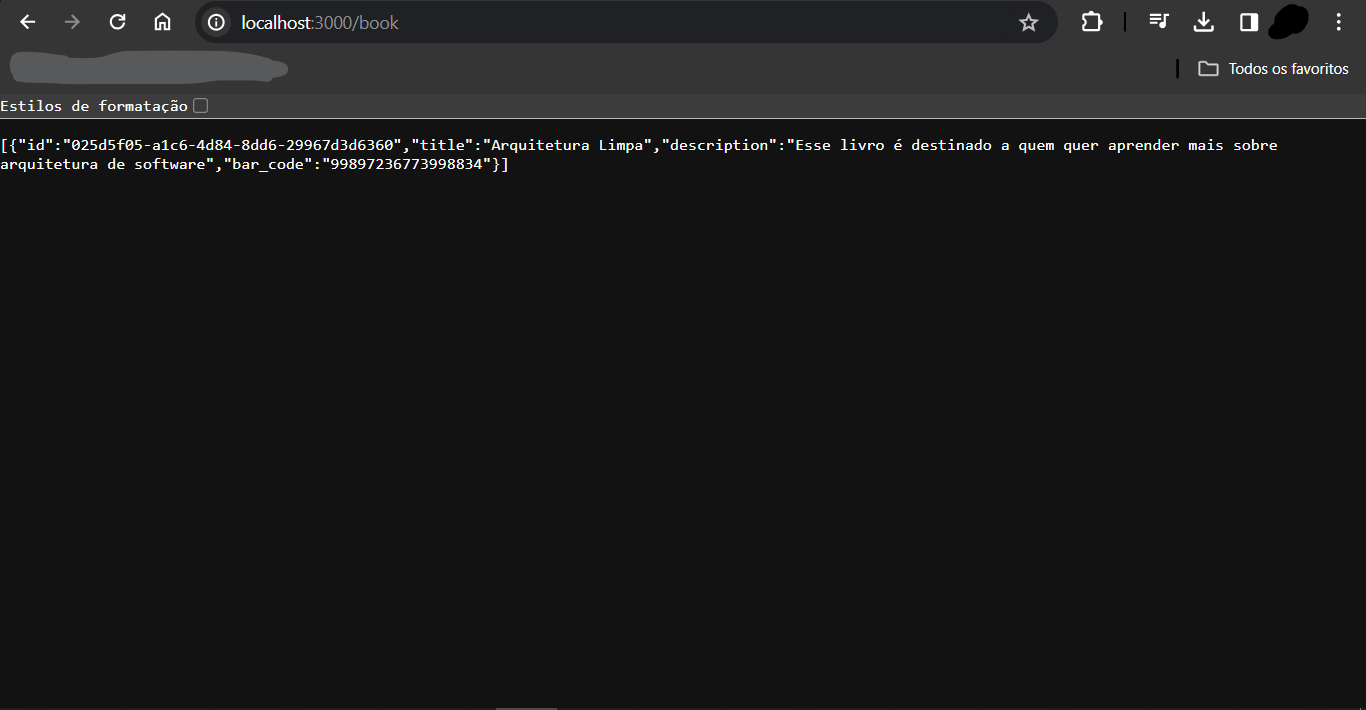 localhost:3000/book
Todos os favoritos
Estilos de formatação
[{"id":"025d5f05-a1c6-4d84-8dd6-29967d3d6360","title":"Arquitetura Limpa","description":"Esse livro é destinado a quem quer aprender mais sobre
arquitetura de software","bar_code":"99897236773998834"}]